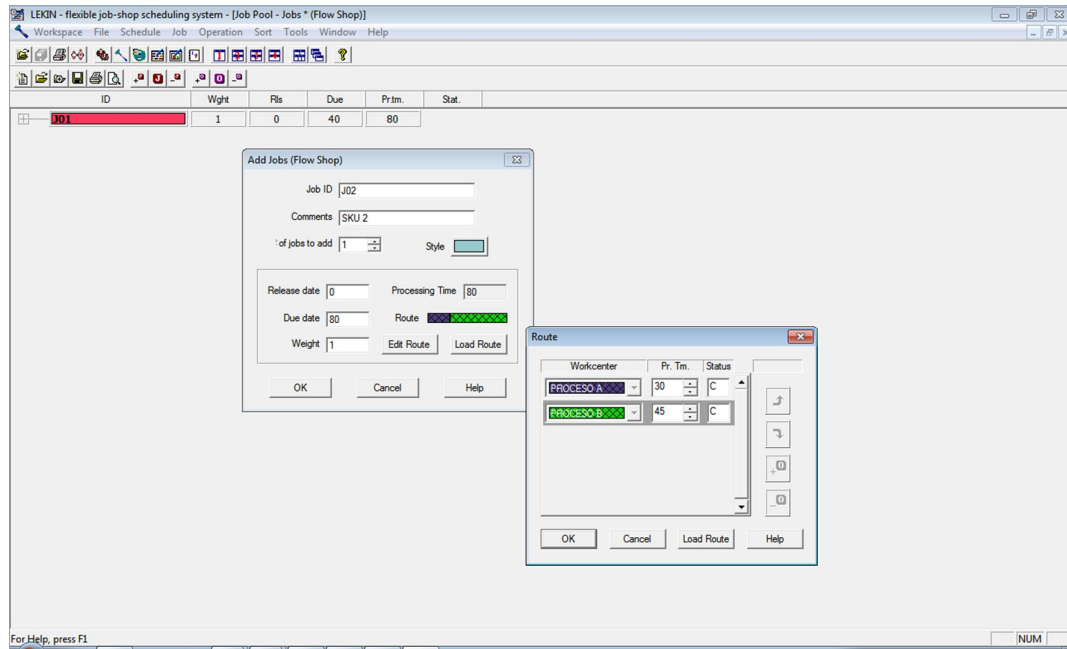 LEKIN - flexible job-shop scheduling system - [Job Pool - Jobs * (Flow Shop)]
Workspace File Schedule Job Operation Sort Tools Window Help
ID Wght Rls Due Pr.tm. Stat.
J01 1 0 40 80
Add Jobs (Flow Shop)
Job ID J02
Comments SKU 2
of jobs to add 1 Style
Release date 0 Processing Time 80
Due date 80 Route
Weight 1 Edit Route Load Route
OK Cancel Help
Route
Workcenter Pr. Tm. Status
PROCESO A 30 C
PROCESO B 45 C
OK Cancel Load Route Help
For Help, press F1 NUM